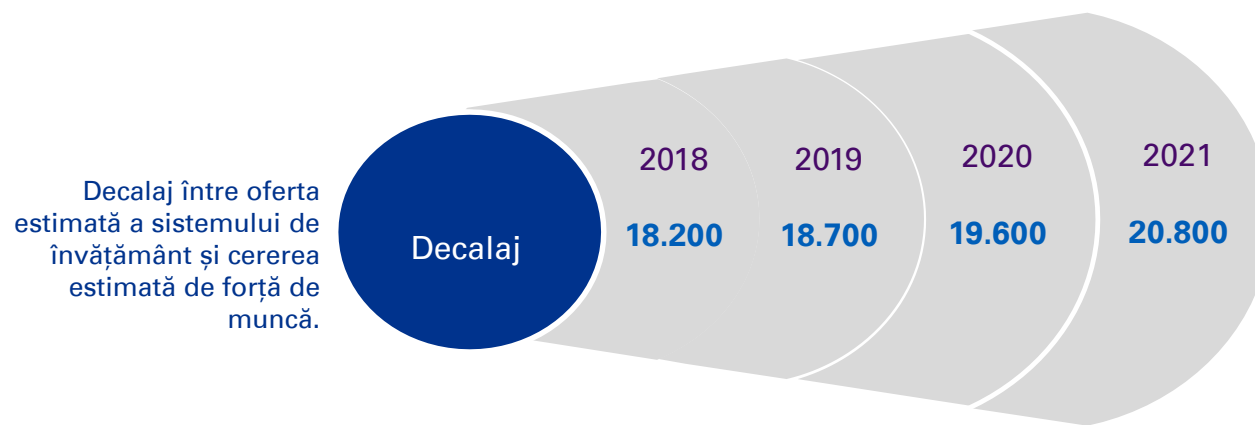 Decalaj între oferta
estimată a sistemului de
învățământ și cererea
estimată de forță de
muncă.
Decalaj
2018 2019 2020 2021
18.200 18.700 19.600 20.800